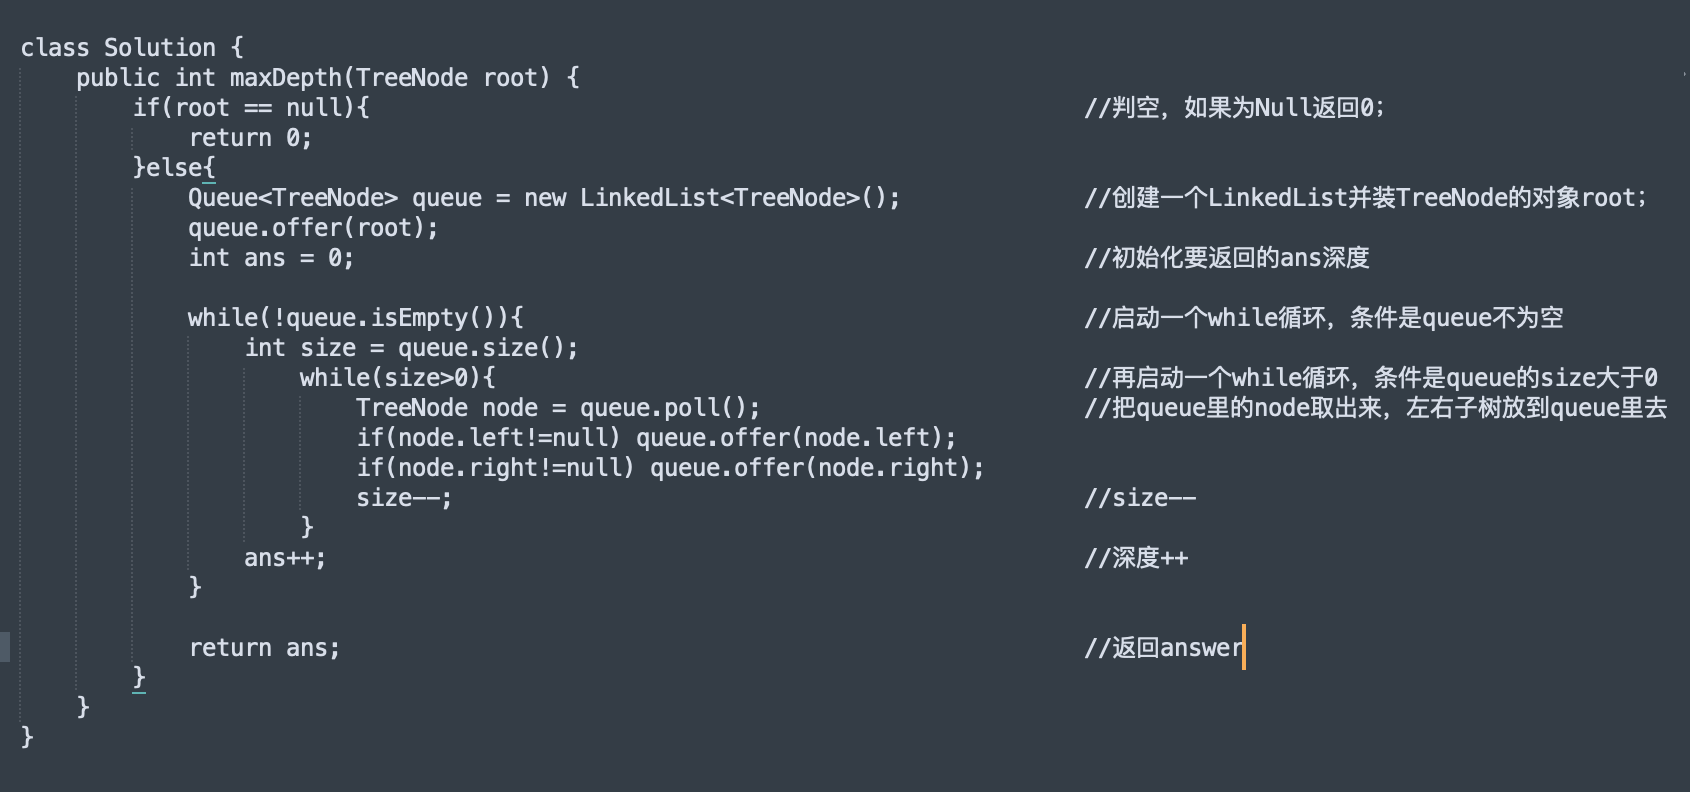 class Solution {
    public int maxDepth(TreeNode root) {
        if(root == null){                                                   //判空，如果为Null返回0；
            return 0;
        }else{
            Queue<TreeNode> queue = new LinkedList<TreeNode>();             //创建一个LinkedList并装TreeNode的对象root；
            queue.offer(root);
            int ans = 0;                                                    //初始化要返回的ans深度
            while(!queue.isEmpty()){                                        //启动一个while循环，条件是queue不为空
                int size = queue.size();
                    while(size>0){                                          //再启动一个while循环，条件是queue的size大于0
                        TreeNode node = queue.poll();                       //把queue里的node取出来，左右子树放到queue里去
                        if(node.left!=null) queue.offer(node.left);
                        if(node.right!=null) queue.offer(node.right);
                        size--;                                             //size--
                    }
                ans++;                                                      //深度++
            }
            return ans;                                                     //返回answer
        }
    }
}